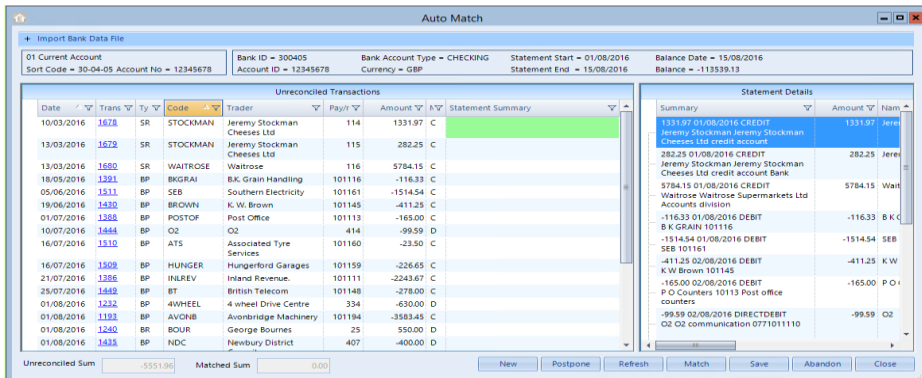 Auto Match
+ Import Bank Data File
01 Current Account
Sort Code = 30-04-05 Account No = 12345678
Bank ID = 300405 Bank Account Type = CHECKING Statement Start = 01/08/2016 Balance Date = 15/08/2016
Account ID = 12345678 Currency = GBP Statement End = 15/08/2016 Balance = -113539.13
Unreconciled Transactions
Date Trans Ty Code Trader Pay/r Amount Statement Summary
10/03/2016 1678 SR STOCKMAN Jeremy Stockman 114 1331.97 C
Cheeses Ltd
13/03/2016 1679 SR STOCKMAN Jeremy Stockman 115 282.25 C
Cheeses Ltd
13/03/2016 1680 SR WAITROSE Waitrose 116 5784.15 C
18/05/2016 1391 BP BKGRAI B.K. Grain Handling 101116 -116.33 C
05/06/2016 1511 BP SEB Southern Electricity 101161 -1514.54 C
19/06/2016 1430 BP BROWN K. W. Brown 101145 -411.25 C
01/07/2016 1388 BP POSTOF Post Office 101113 -165.00 C
10/07/2016 1444 BP O2 O2 414 -99.59 D
16/07/2016 1510 BP ATS Associated Tyre 101160 -23.50 C
Services
16/07/2016 1509 BP HUNGER Hungerford Garages 101159 -226.65 C
21/07/2016 1386 BP INLREV Inland Revenue. 101111 -2243.67 C
25/07/2016 1449 BP BT British Telecom 101148 -278.00 C
01/08/2016 1232 BP 4WHEEL 4 wheel Drive Centre 334 -630.00 D
01/08/2016 1193 BP AVONB Avonbridge Machinery 101194 -3583.45 C
01/08/2016 1240 BR BOUR George Bournes 25 550.00 D
01/08/2016 1435 BP NDC Newbury District 407 -400.00 D
Statement Details
Summary Amount Nam
1331.97 01/08/2016 CREDIT 1331.97 Jerer
Jeremy Stockman Jeremy Stockman
Cheeses Ltd credit account
282.25 01/08/2016 CREDIT 282.25 Jerer
Jeremy Stockman Jeremy Stockman
Cheeses Ltd credit account Bank
5784.15 01/08/2016 CREDIT 5784.15 Wait
Waitrose Waitrose Supermarkets Ltd
Accounts division
-116.33 01/08/2016 DEBIT -116.33 B K G
B K GRAIN 101116
-1514.54 01/08/2016 DEBIT -1514.54 SEB
SEB 101161
-411.25 02/08/2016 DEBIT -411.25 K W
K W Brown 101145
-165.00 02/08/2016 DEBIT -165.00 P O
P O Counters 10113 Post office
counters
-99.59 02/08/2016 DIRECTDEBIT -99.59 O2
O2 O2 communication 0771011110
Unreconciled Sum -5551.96 Matched Sum 0.00 New Postpone Refresh Match Save Abandon Close